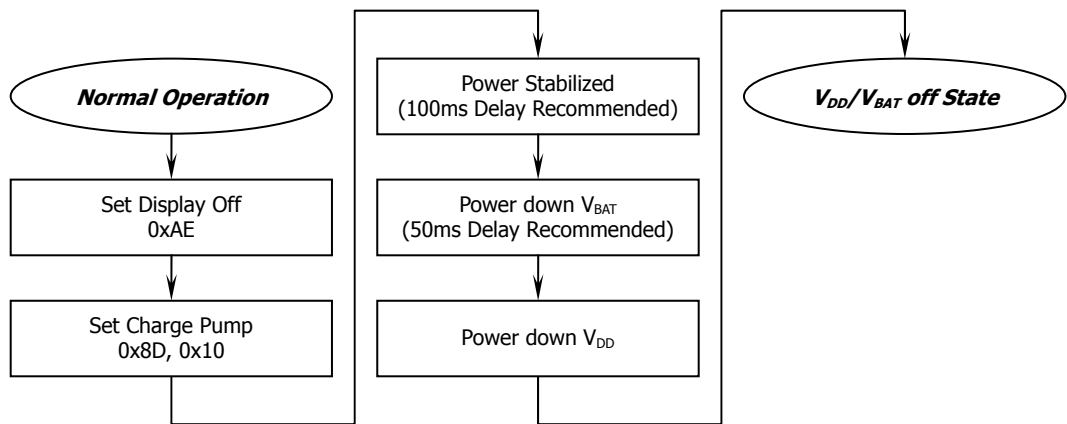 Normal Operation
Set Display Off
0xAE
Set Charge Pump
0x8D, 0x10
Power Stabilized
(100ms Delay Recommended)
Power down VBAT
(50ms Delay Recommended)
Power down VDD
VDD/VBAT off State